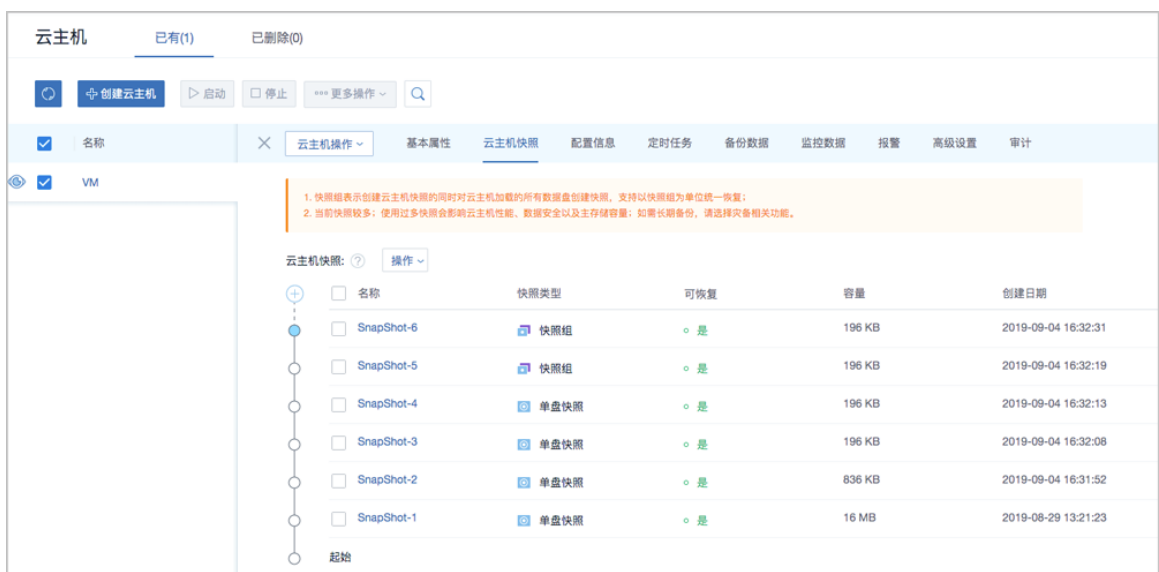 云主机 已有(1) 已删除(0)
创建云主机 启动 停止 更多操作
名称 云主机操作 基本属性 云主机快照 配置信息 定时任务 备份数据 监控数据 报警 高级设置 审计
VM
1. 快照组表示创建云主机快照的同时对云主机加载的所有数据盘创建快照，支持以快照组为单位统一恢复；
2. 当前快照较多；使用过多快照会影响云主机性能、数据安全以及主存储容量；如需长期备份，请选择灾备相关功能。
云主机快照: ? 操作
名称 快照类型 可恢复 容量 创建日期
SnapShot-6 快照组 是 196 KB 2019-09-04 16:32:31
SnapShot-5 快照组 是 196 KB 2019-09-04 16:32:19
SnapShot-4 单盘快照 是 196 KB 2019-09-04 16:32:13
SnapShot-3 单盘快照 是 196 KB 2019-09-04 16:32:08
SnapShot-2 单盘快照 是 836 KB 2019-09-04 16:31:52
SnapShot-1 单盘快照 是 16 MB 2019-08-29 13:21:23
起始